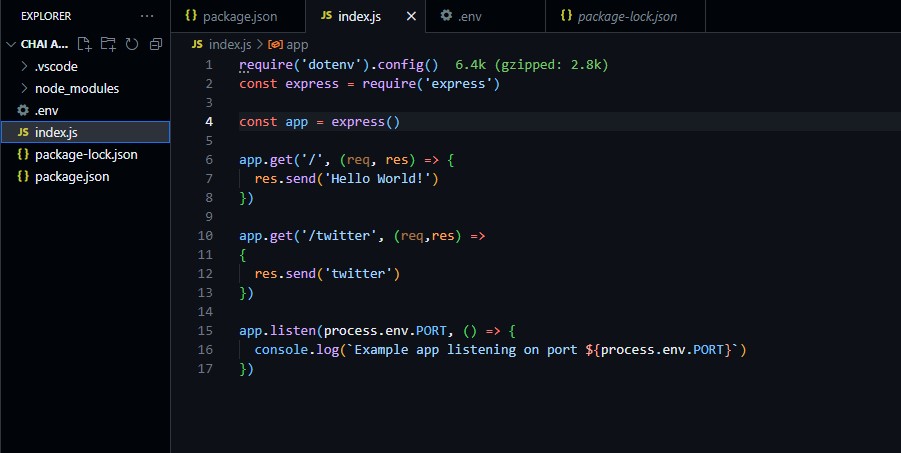 EXPLORER
package.json
index.js
.env
package-lock.json
CHAI A...
index.js
app
.vscode
node_modules
.env
index.js
package-lock.json
package.json
1 require('dotenv').config() 6.4k (gzipped: 2.8k)
2 const express = require('express')
3
4 const app = express()
5
6 app.get('/', (req, res) => {
7 res.send('Hello World!')
8 })
9
10 app.get('/twitter', (req,res) =>
11 {
12 res.send('twitter')
13 })
14
15 app.listen(process.env.PORT, () => {
16 console.log(`Example app listening on port ${process.env.PORT}`)
17 })